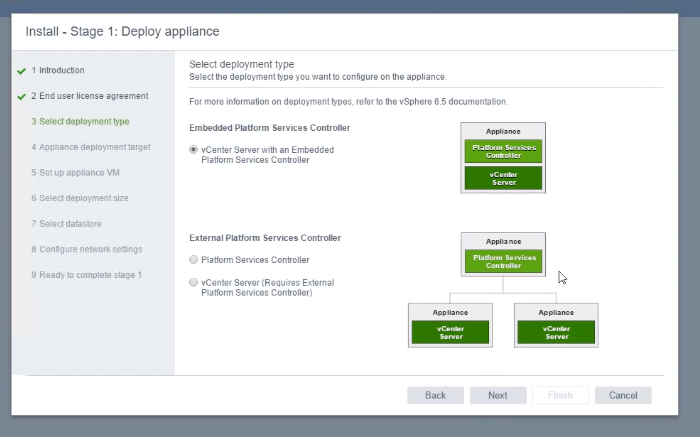 Install - Stage 1: Deploy appliance
1 Introduction
2 End user license agreement
3 Select deployment type
4 Appliance deployment target
5 Set up appliance VM
6 Select deployment size
7 Select datastore
8 Configure network settings
9 Ready to complete stage 1
Select deployment type
Select the deployment type you want to configure on the appliance.
For more information on deployment types, refer to the vSphere 6.5 documentation.
Embedded Platform Services Controller
vCenter Server with an Embedded
Platform Services Controller
Appliance
Platform Services
Controller
vCenter
Server
External Platform Services Controller
Platform Services Controller
vCenter Server (Requires External
Platform Services Controller)
Appliance
Platform Services
Controller
Appliance
vCenter
Server
Appliance
vCenter
Server
Back
Next
Finish
Cancel